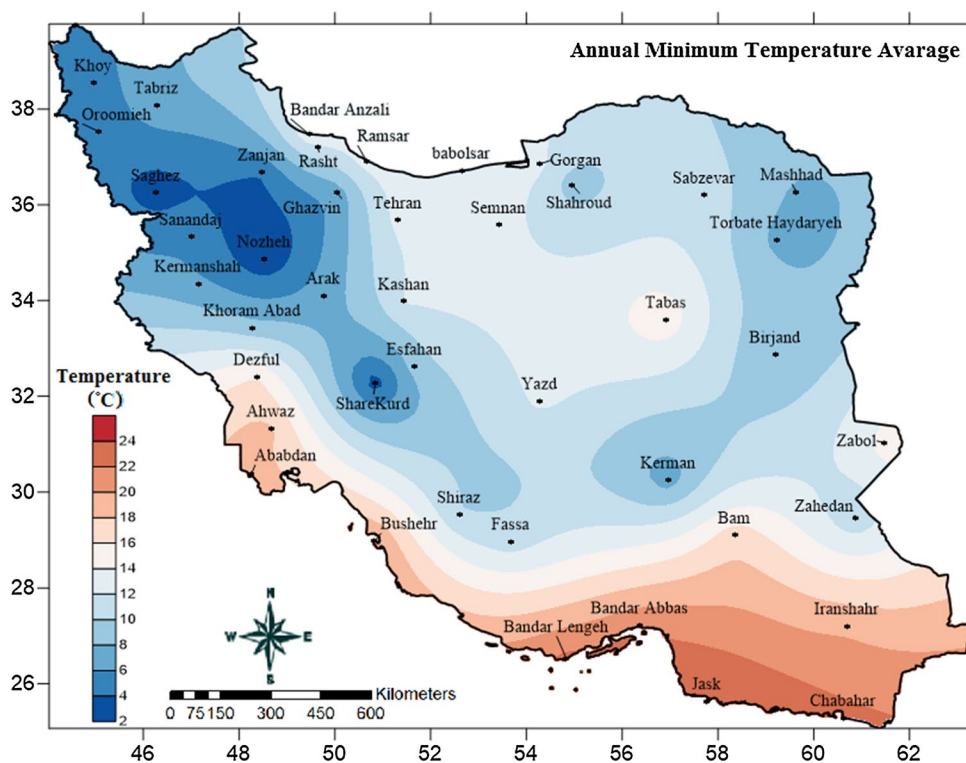 Annual Minimum Temperature Avarage
Khoy
Tabriz
38
Oroomieh
Bandar Anzali
Ramsar
Zanjan
Rasht
babolsar
Gorgan
Saghez
Ghazvin
Tehran
Semnan
Shahroud
Sabzevar
Mashhad
36
Sanandaj
Nozheh
Torbate Haydaryeh
Kermanshah
Arak
Kashan
Tabas
34
Khoram Abad
Esfahan
Birjand
Dezful
Temperature
(°C)
ShareKurd
Yazd
32
Ahwaz
24
22
20
18
16
14
12
10
8
6
4
2
Ababdan
Zabol
Kerman
30
Shiraz
Fassa
Zahedan
Bushehr
Bam
28
N
W
E
S
Bandar Lengeh
Bandar Abbas
Iranshahr
26
Jask
Chabahar
Kilometers
0 75 150 300 450 600
46 48 50 52 54 56 58 60 62